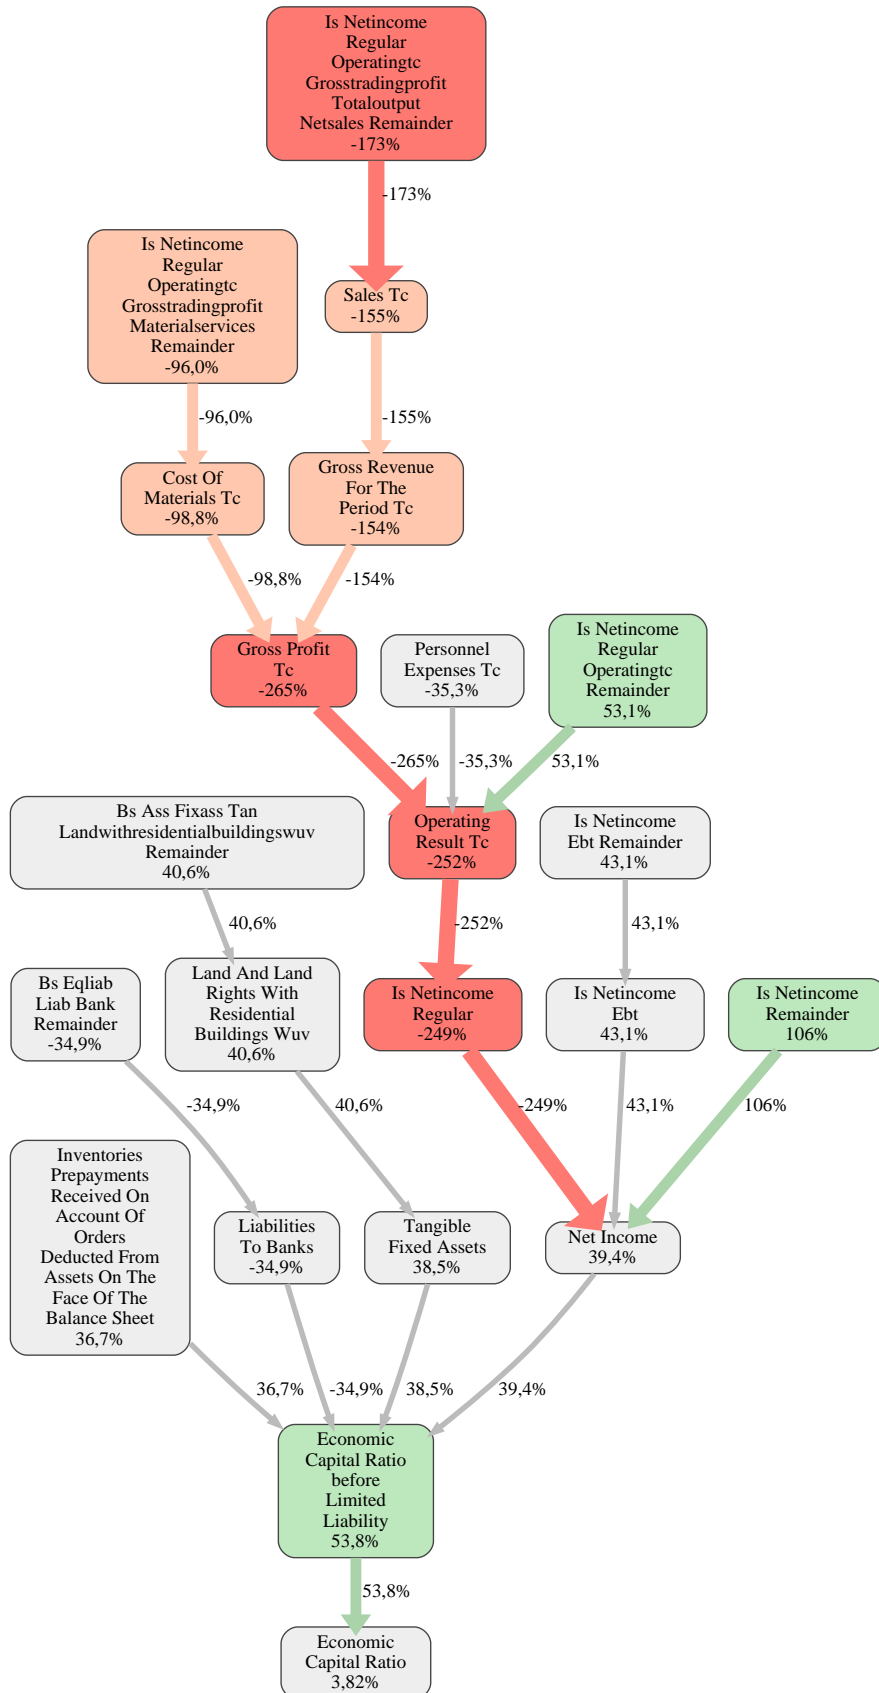 Is Netincome
Regular
Operatingtc
Grosstradingprofit
Totaloutput
Netsales Remainder
-173%
-173%
Is Netincome
Regular
Operatingtc
Grosstradingprofit
Materialservices
Remainder
-96,0%
Sales Tc
-155%
-96,0%
-155%
Cost Of
Materials Tc
-98,8%
Gross Revenue
For The
Period Tc
-154%
-98,8%
-154%
Gross Profit
Tc
-265%
Personnel
Expenses Tc
-35,3%
Is Netincome
Regular
Operatingtc
Remainder
53,1%
-265%
-35,3%
53,1%
Bs Ass Fixass Tan
Landwithresidentialbuildingswuv
Remainder
40,6%
Operating
Result Tc
-252%
Is Netincome
Ebt Remainder
43,1%
40,6%
-252%
43,1%
Bs Eqliab
Liab Bank
Remainder
-34,9%
Land And Land
Rights With
Residential
Buildings Wuv
40,6%
Is Netincome
Regular
-249%
Is Netincome
Ebt
43,1%
Is Netincome
Remainder
106%
-34,9%
40,6%
-249%
43,1%
106%
Inventories
Prepayments
Received On
Account Of
Orders
Deducted From
Assets On The
Face Of The
Balance Sheet
36,7%
Liabilities
To Banks
-34,9%
Tangible
Fixed Assets
38,5%
Net Income
39,4%
36,7%
-34,9%
38,5%
39,4%
Economic
Capital Ratio
before
Limited
Liability
53,8%
53,8%
Economic
Capital Ratio
3,82%